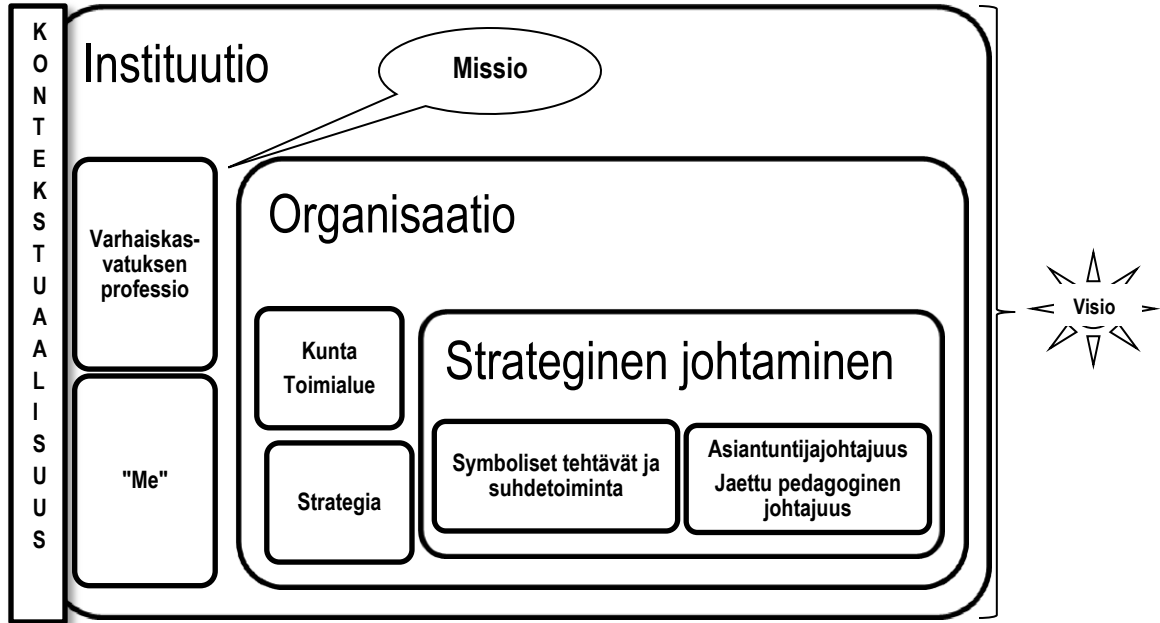 KONTEKSTUAALISUUS
Instituutio
Missio
Varhaiskas-
vatuksen
professio
"Me"
Organisaatio
Kunta
Toimialue
Strategia
Strateginen johtaminen
Symboliset tehtävät ja
suhdetoiminta
Asiantuntijajohtajuus
Jaettu pedagoginen
johtajuus
Visio